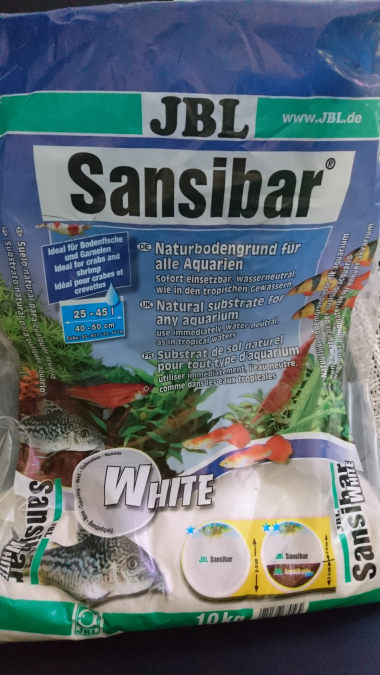 JBL
www.JBL.de
Sansibar®
Ideal für Bodenfische
und Garnelen
Ideal for crabs and
shrimp
Idéal pour crabes et
crevettes
25 - 45 l
40 - 50 cm
DE Naturbodengrund für
alle Aquarien
Sofort einsetzbar, wasserneutral,
wie in den tropischen Gewässern
UK Natural substrate for
any aquarium
use immediately, water-neutral,
as in tropical waters
FR Substrat de sol naturel
pour tout type d'aquarium
utiliser immédiatement, l'eau neutre,
comme dans les eaux tropicales
WHITE
Sansibar
WHITE
JBL
Sansibar
WHITE
JBL Sansibar
JBL Sansibar
JBL
10 kg